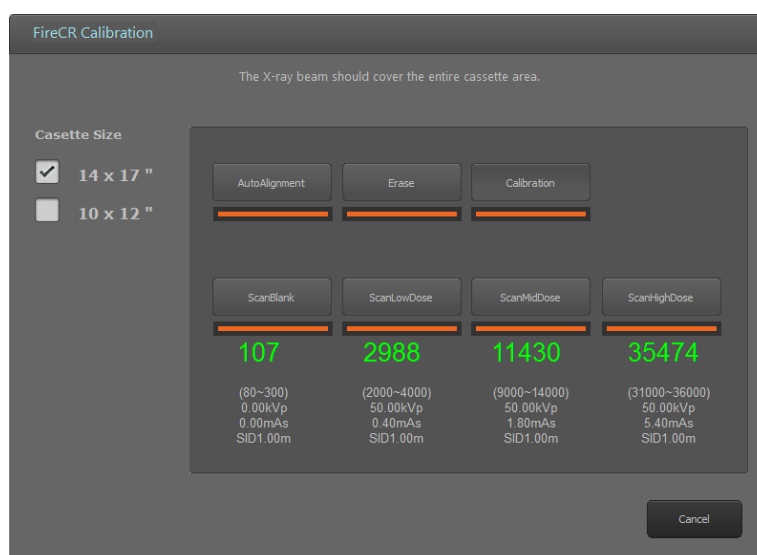 FireCR Calibration
The X-ray beam should cover the entire cassette area.
Casette Size
14 x 17 "
10 x 12 "
AutoAlignment Erase Calibration
ScanBlank ScanLowDose ScanMidDose ScanHighDose
107 2988 11430 35474
(80~300) (2000~4000) (9000~14000) (31000~36000)
0.00kVp 50.00kVp 50.00kVp 50.00kVp
0.00mAs 0.40mAs 1.80mAs 5.40mAs
SID1.00m SID1.00m SID1.00m SID1.00m
Cancel